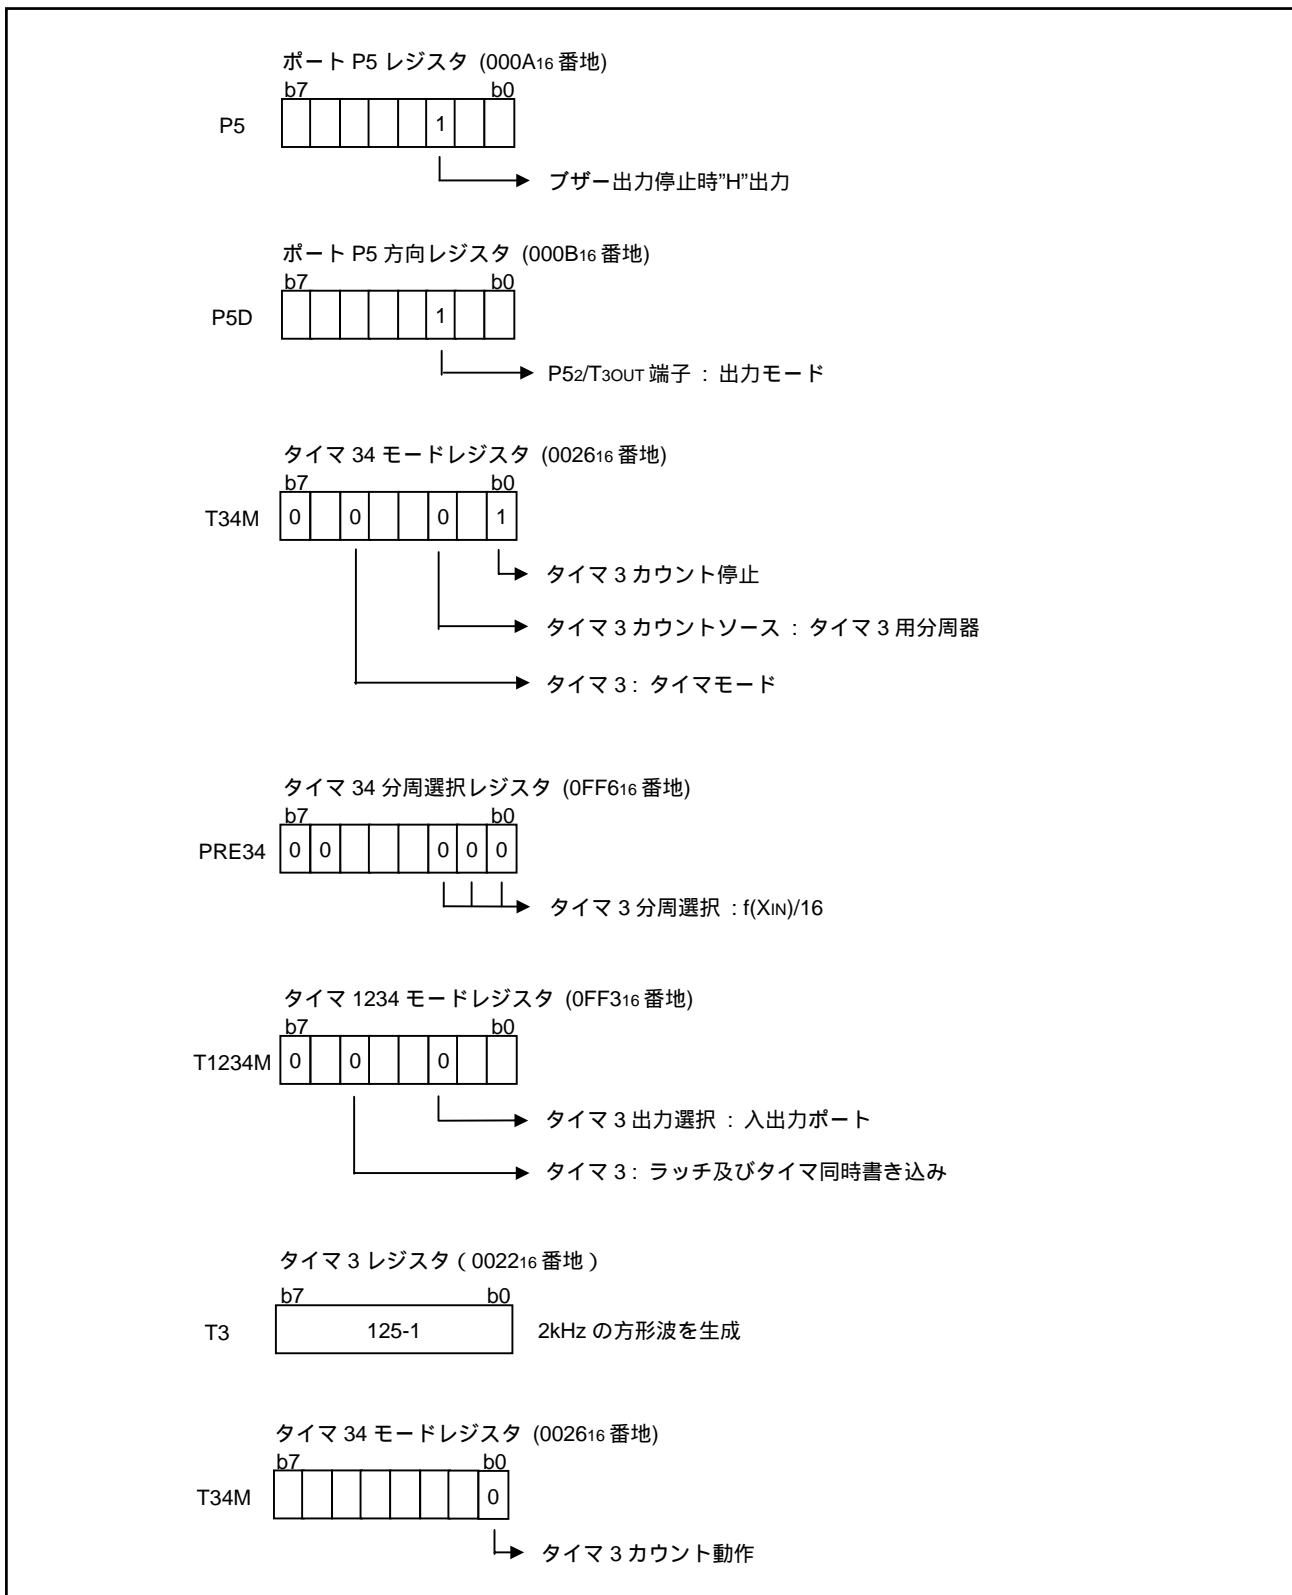 ポート P5 レジスタ (000A16 番地)
b7 b0
P5 1
ブザー出力停止時"H"出力
ポート P5 方向レジスタ (000B16 番地)
b7 b0
P5D 1
P52/T3OUT 端子 : 出力モード
タイマ 34 モードレジスタ (002616 番地)
b7 b0
T34M 0 0 0 1
タイマ 3 カウント停止
タイマ 3 カウントソース : タイマ 3 用分周器
タイマ 3 : タイマモード
タイマ 34 分周選択レジスタ (0FF616 番地)
b7 b0
PRE34 0 0 0 0 0
タイマ 3 分周選択 : f(XIN)/16
タイマ 1234 モードレジスタ (0FF316 番地)
b7 b0
T1234M 0 0 0
タイマ 3 出力選択 : 入出力ポート
タイマ 3 : ラッチ及びタイマ同時書き込み
タイマ 3 レジスタ ( 002216 番地 )
b7 b0
T3 125-1 2kHz の方形波を生成
タイマ 34 モードレジスタ (002616 番地)
b7 b0
T34M 0
タイマ 3 カウント動作